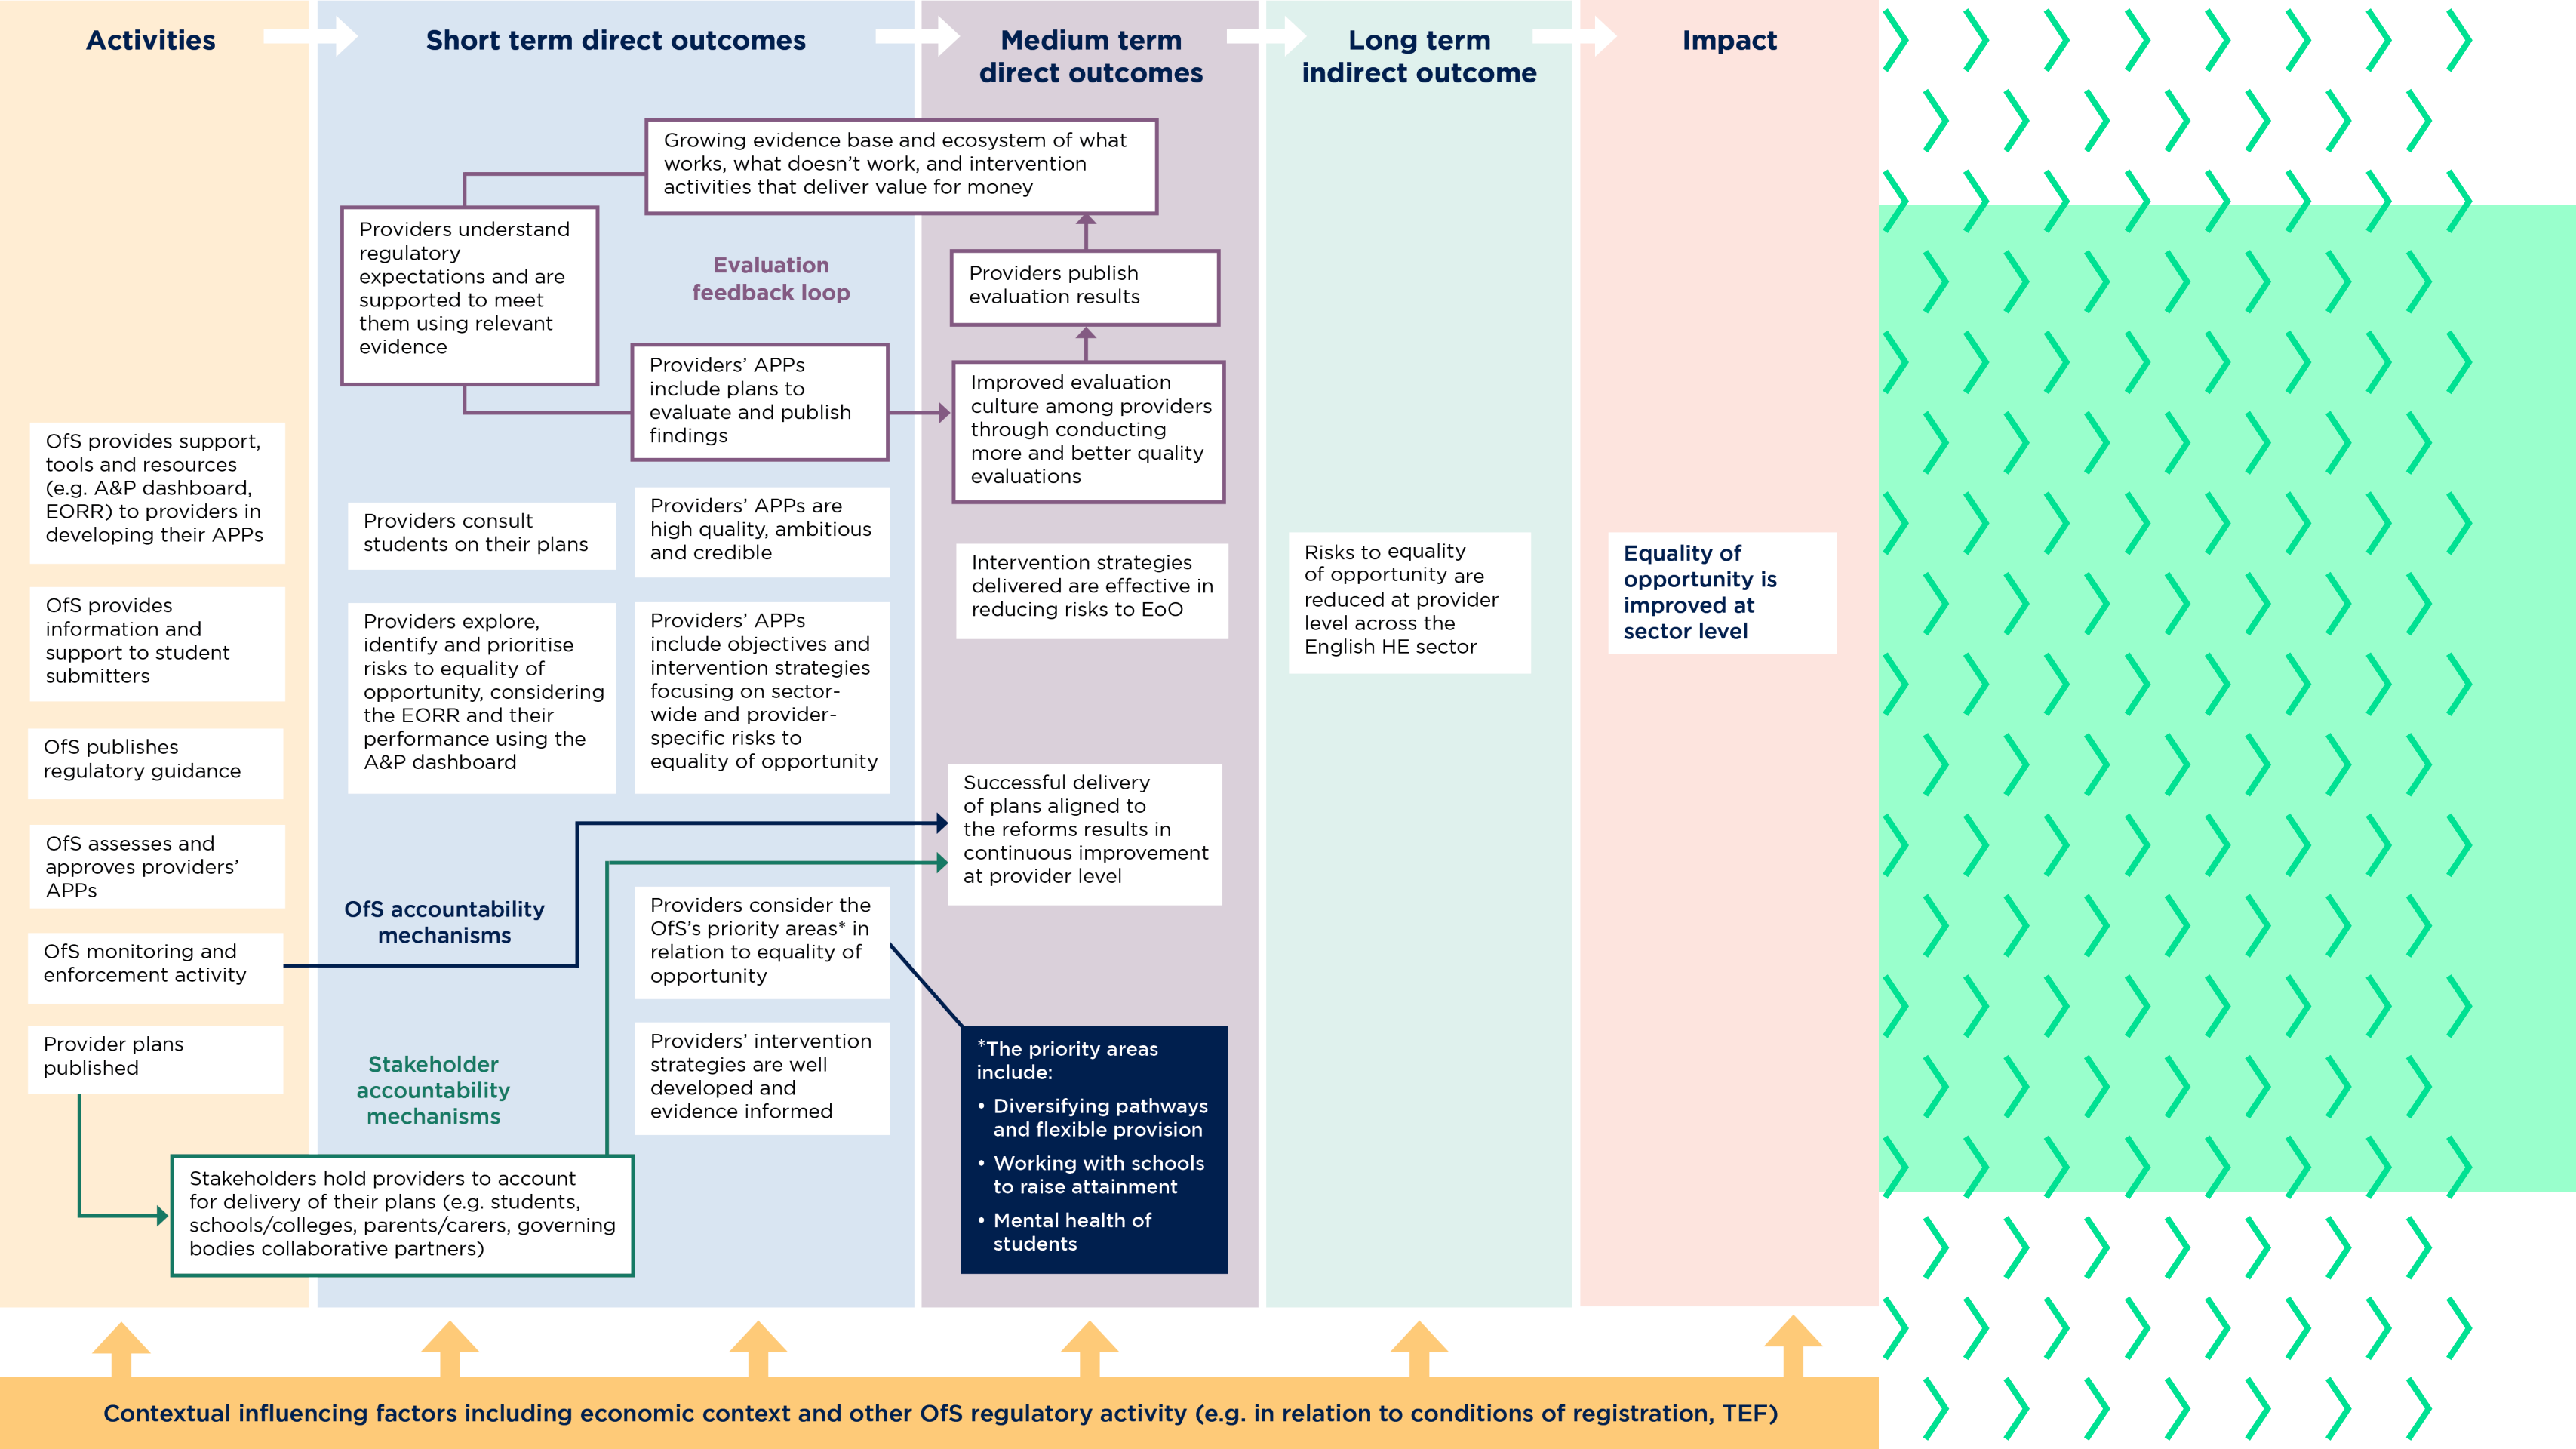 Activities
Short term direct outcomes
Medium term
direct outcomes
Long term
indirect outcome
Impact
OfS provides support,
tools and resources
(e.g. A&P dashboard,
EORR) to providers in
developing their APPs
OfS provides
information and
support to student
submitters
OfS publishes
regulatory guidance
OfS assesses and
approves providers’
APPs
OfS monitoring and
enforcement activity
Provider plans
published
Growing evidence base and ecosystem of what
works, what doesn’t work, and intervention
activities that deliver value for money
Providers understand
regulatory
expectations and are
supported to meet
them using relevant
evidence
Evaluation
feedback loop
Providers’ APPs
include plans to
evaluate and publish
findings
Providers consult
students on their plans
Providers’ APPs are
high quality, ambitious
and credible
Providers explore,
identify and prioritise
risks to equality of
opportunity, considering
the EORR and their
performance using the
A&P dashboard
Providers’ APPs
include objectives and
intervention strategies
focusing on sector-
wide and provider-
specific risks to
equality of opportunity
OfS accountability
mechanisms
Providers consider the
OfS’s priority areas* in
relation to equality of
opportunity
Stakeholder
accountability
mechanisms
Providers’ intervention
strategies are well
developed and
evidence informed
Stakeholders hold providers to account
for delivery of their plans (e.g. students,
schools/colleges, parents/carers, governing
bodies collaborative partners)
Providers publish
evaluation results
Improved evaluation
culture among providers
through conducting
more and better quality
evaluations
Intervention strategies
delivered are effective in
reducing risks to EoO
Successful delivery
of plans aligned to
the reforms results in
continuous improvement
at provider level
*The priority areas
include:
• Diversifying pathways
and flexible provision
• Working with schools
to raise attainment
• Mental health of
students
Risks to equality
of opportunity are
reduced at provider
level across the
English HE sector
Equality of
opportunity is
improved at
sector level
Contextual influencing factors including economic context and other OfS regulatory activity (e.g. in relation to conditions of registration, TEF)